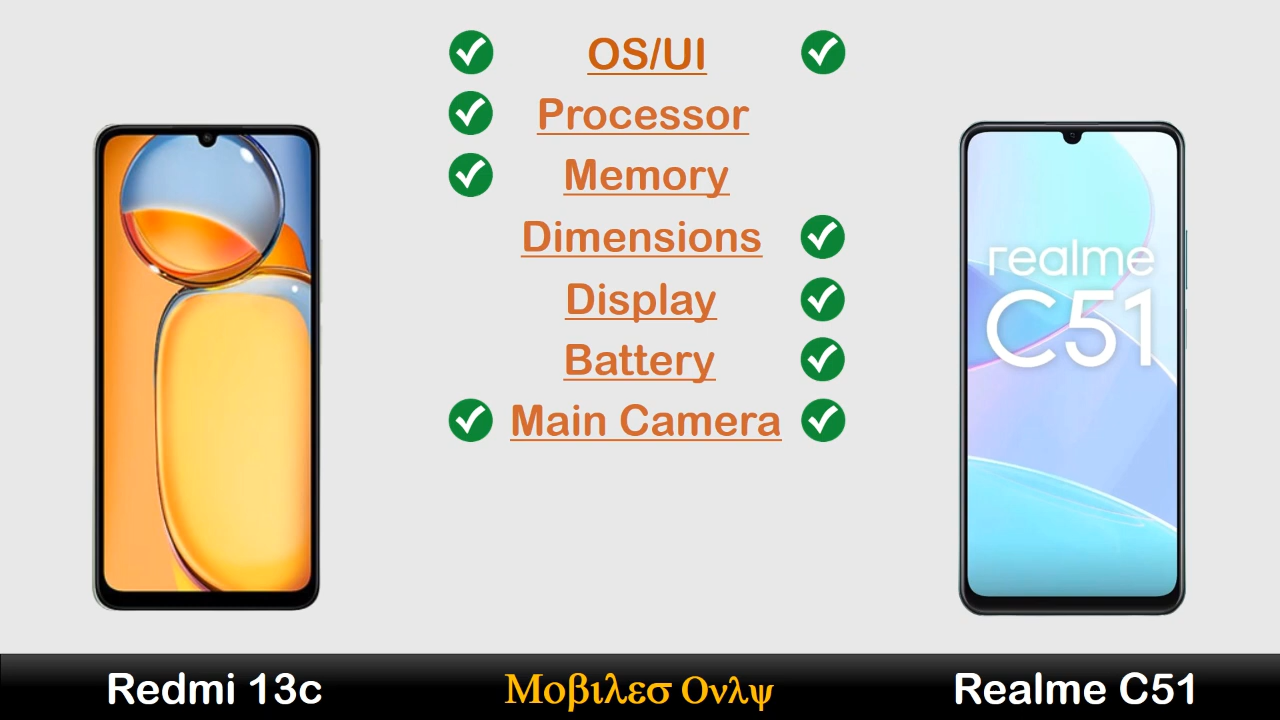 OS/UI
Processor
Memory
Dimensions
Display
Battery
Main Camera
realme
C51
Redmi 13c
Μοβιλεσ Ονλψ
Realme C51